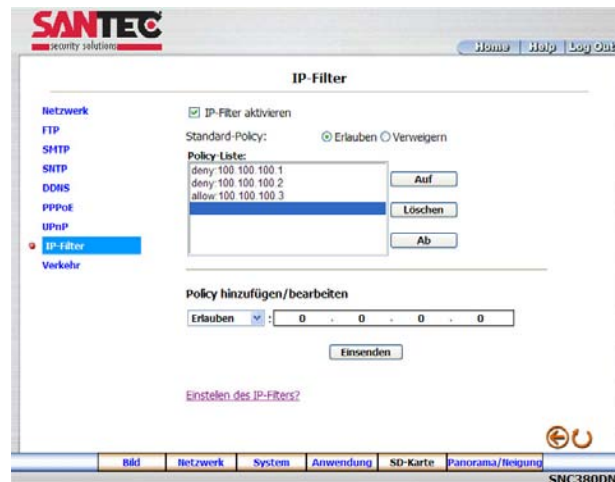 SANTEC
security solutions
Home | Help | Log Out
IP-Filter
Netzwerk
FTP
SMTP
SNTP
DDNS
PPPoE
UPnP
IP-Filter
Verkehr
IP-Filter aktivieren
Standard-Policy: Erlauben Verweigern
Policy-Liste:
deny:100.100.100.1
deny:100.100.100.2
allow:100.100.100.3
Auf
Löschen
Ab
Policy hinzufügen/bearbeiten
Erlauben : 0 . 0 . 0 . 0
Einsenden
Einstelen des IP-Filters?
Bild Netzwerk System Anwendung SD-Karte Panorama/Neigung
SNC380DN